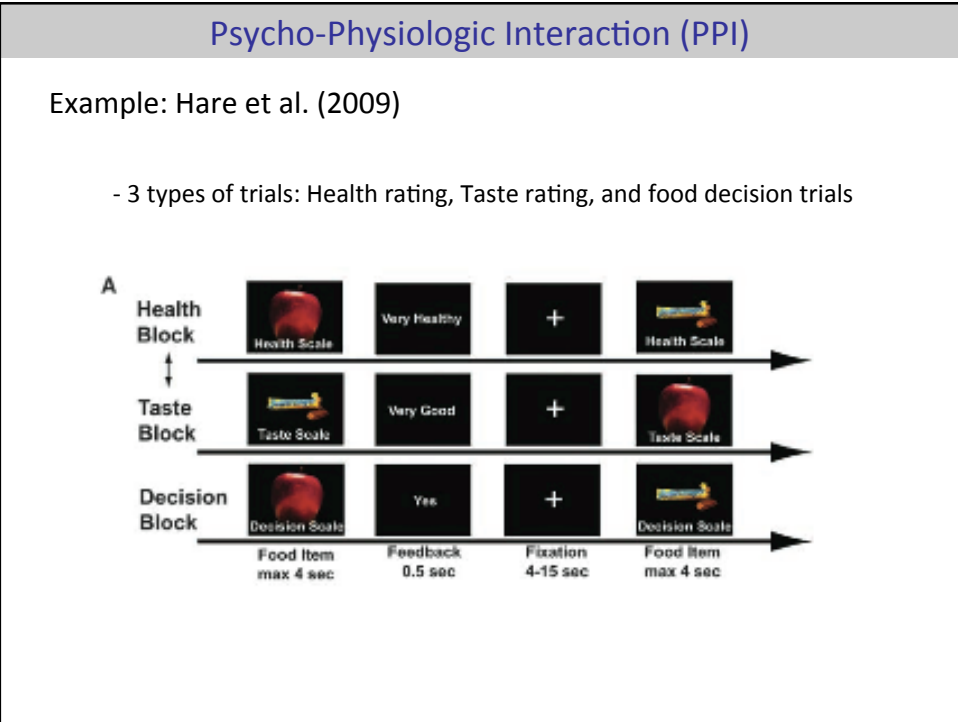 Psycho-Physiologic Interaction (PPI)
Example: Hare et al. (2009)
- 3 types of trials: Health rating, Taste rating, and food decision trials
A
Health
Block
Health Scale
Very Healthy
+
Health Scale
Taste
Block
Taste Scale
Very Good
+
Taste Scale
Decision
Block
Decision Scale
Yes
+
Decision Scale
Food Item
max 4 sec
Feedback
0.5 sec
Fixation
4-15 sec
Food Item
max 4 sec